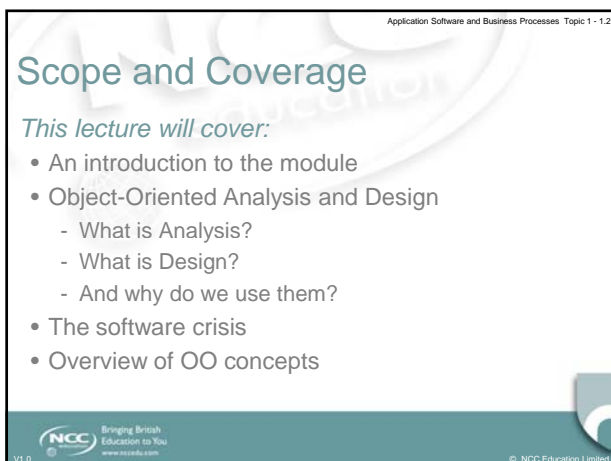 Application Software and Business Processes Topic 1 - 1.2
Scope and Coverage
This lecture will cover:
• An introduction to the module
• Object-Oriented Analysis and Design
- What is Analysis?
- What is Design?
- And why do we use them?
• The software crisis
• Overview of OO concepts
NCC
education
Bringing British
Education to You
www.nccedu.com
V1.0
© NCC Education Limited